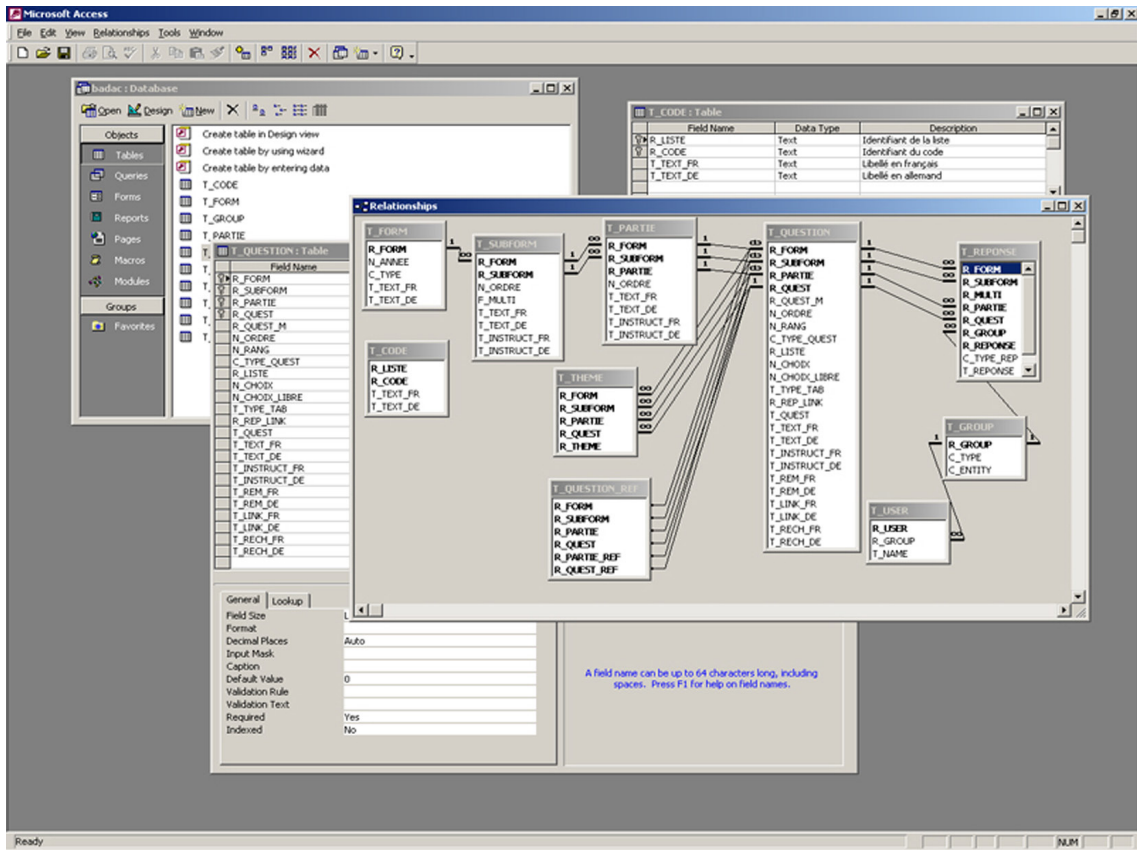 Microsoft Access
File Edit View Relationships Tools Window
badac : Database
Open Design New
Objects
Tables
Queries
Forms
Reports
Pages
Macros
Modules
Groups
Favorites
Create table in Design view
Create table by using wizard
Create table by entering data
T_CODE
T_FORM
T_GROUP
T_PARTIE
T_CODE : Table
Field Name Data Type Description
R_LISTE Text Identifiant de la liste
R_CODE Text Identifiant du code
T_TEXT_FR Text Libellé en français
T_TEXT_DE Text Libellé en allemand
T_QUESTION : Table
Field Name
R_FORM
R_SUBFORM
R_PARTIE
R_QUEST
R_QUEST_M
N_ORDRE
N_RANG
C_TYPE_QUEST
R_LISTE
N_CHOIX
N_CHOIX_LIBRE
T_TYPE_TAB
R_REP_LINK
T_QUEST
T_TEXT_FR
T_TEXT_DE
T_INSTRUCT_FR
T_INSTRUCT_DE
T_REM_FR
T_REM_DE
T_LINK_FR
T_LINK_DE
T_RECH_FR
T_RECH_DE
General Lookup
Field Size
Format
Decimal Places Auto
Input Mask
Caption
Default Value 0
Validation Rule
Validation Text
Required Yes
Indexed No
A field name can be up to 64 characters long, including
spaces. Press F1 for help on field names.
Relationships
T_FORM
R_FORM
N_ANNEE
C_TYPE
T_TEXT_FR
T_TEXT_DE
T_SUBFORM
R_FORM
R_SUBFORM
N_ORDRE
F_MULTI
T_TEXT_FR
T_TEXT_DE
T_INSTRUCT_FR
T_INSTRUCT_DE
T_PARTIE
R_FORM
R_SUBFORM
R_PARTIE
N_ORDRE
T_TEXT_FR
T_TEXT_DE
T_INSTRUCT_FR
T_INSTRUCT_DE
T_QUESTION
R_FORM
R_SUBFORM
R_PARTIE
R_QUEST
R_QUEST_M
N_ORDRE
N_RANG
C_TYPE_QUEST
R_LISTE
N_CHOIX
N_CHOIX_LIBRE
T_TYPE_TAB
R_REP_LINK
T_QUEST
T_TEXT_FR
T_TEXT_DE
T_INSTRUCT_FR
T_INSTRUCT_DE
T_REM_FR
T_REM_DE
T_LINK_FR
T_LINK_DE
T_RECH_FR
T_RECH_DE
T_REPONSE
R_FORM
R_SUBFORM
R_MULTI
R_PARTIE
R_QUEST
R_GROUP
R_REPONSE
C_TYPE_REP
T_REPONSE
T_CODE
R_LISTE
R_CODE
T_TEXT_FR
T_TEXT_DE
T_THEME
R_FORM
R_SUBFORM
R_PARTIE
R_QUEST
R_THEME
T_QUESTION_REF
R_FORM
R_SUBFORM
R_PARTIE
R_QUEST
R_PARTIE_REF
R_QUEST_REF
T_GROUP
R_GROUP
C_TYPE
C_ENTITY
T_USER
R_USER
R_GROUP
T_NAME
Ready
NUM